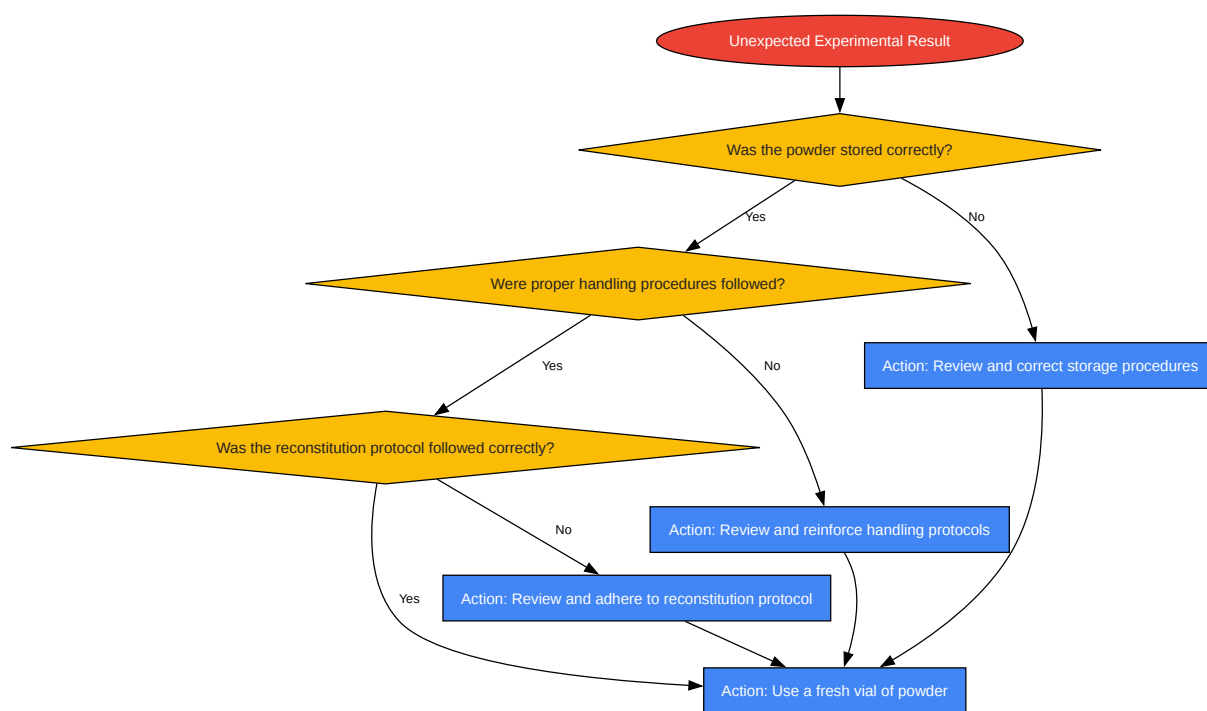 Unexpected Experimental Result
Was the powder stored correctly?
Yes
No
Were proper handling procedures followed?
Yes
No
Action: Review and correct storage procedures
Was the reconstitution protocol followed correctly?
No
Action: Review and reinforce handling protocols
Yes
Action: Review and adhere to reconstitution protocol
Action: Use a fresh vial of powder